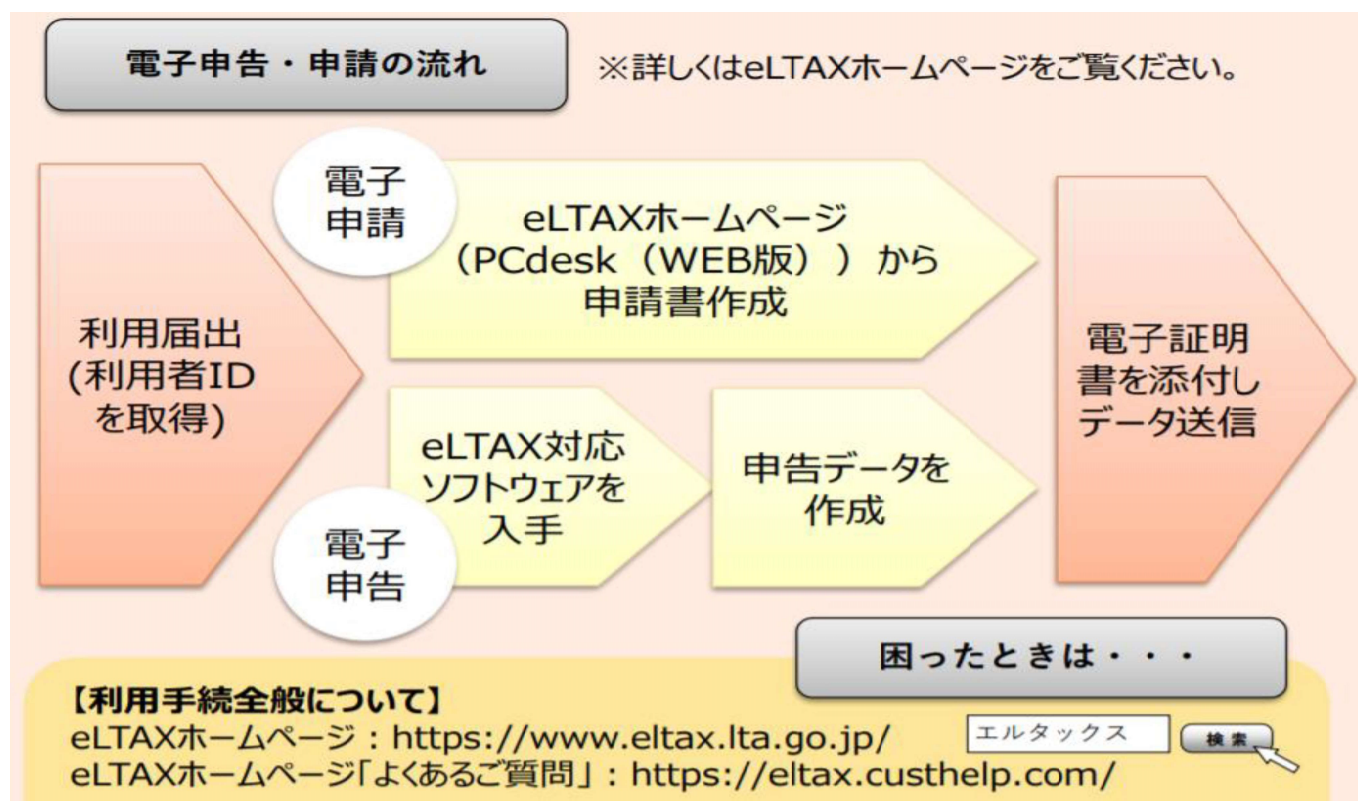 電子申告・申請の流れ
※詳しくはeLTAXホームページをご覧ください。
利用届出
(利用者ID
を取得)
電子
申請
eLTAXホームページ
（PCdesk（WEB版））から
申請書作成
電子
申告
eLTAX対応
ソフトウェアを
入手
申告データを
作成
電子証明
書を添付し
データ送信
困ったときは・・・
【利用手続全般について】
eLTAXホームページ：https://www.eltax.lta.go.jp/
エルタックス
検索
eLTAXホームページ「よくあるご質問」：https://eltax.custhelp.com/